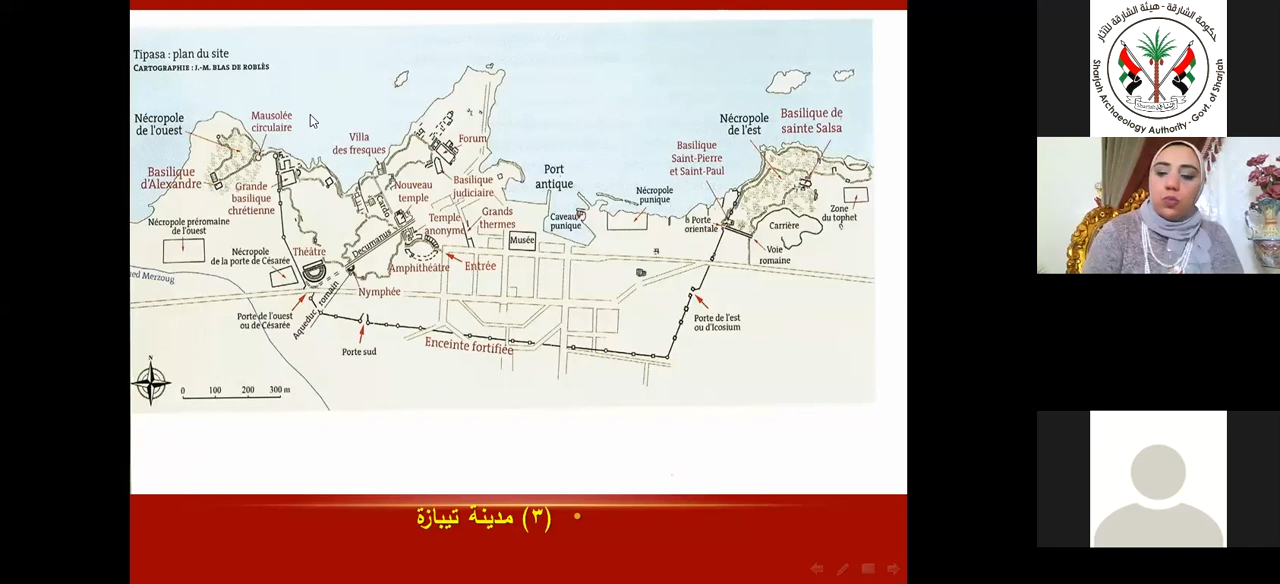 Tipasa : plan du site
CARTOGRAPHIE : J.-M. BLAS DE ROBLÈS
Nécropole
de l'ouest
Mausolée
circulaire
Villa
des fresques
Forum
Nécropole
de l'est
Basilique de
sainte Salsa
Basilique
Saint-Pierre
et Saint-Paul
Basilique
d'Alexandre
Grande
basilique
chrétienne
Nouveau
temple
Basilique
judiciaire
Port
antique
Nécropole
punique
Cardo
Temple
anonyme
Grands
thermes
Caveau
punique
Porte
orientale
Carrière
Zone
du tophet
Nécropole préromaine
de l'ouest
Nécropole
de la porte de Césarée
Théâtre
Decumanus
Musée
Voie
romaine
Amphithéâtre
Entrée
ed Merzoug
Nymphée
Aqueduc romain
Porte de l'ouest
ou de Césarée
Porte sud
Enceinte fortifiée
Porte de l'est
ou d'Icosium
N
0 100 200 300 m
• (٣) مدينة تيبازة
حكومة الشارقة - هيئة الشارقة للآثار
Sharjah Archaeology Authority - Govt. of Sharjah